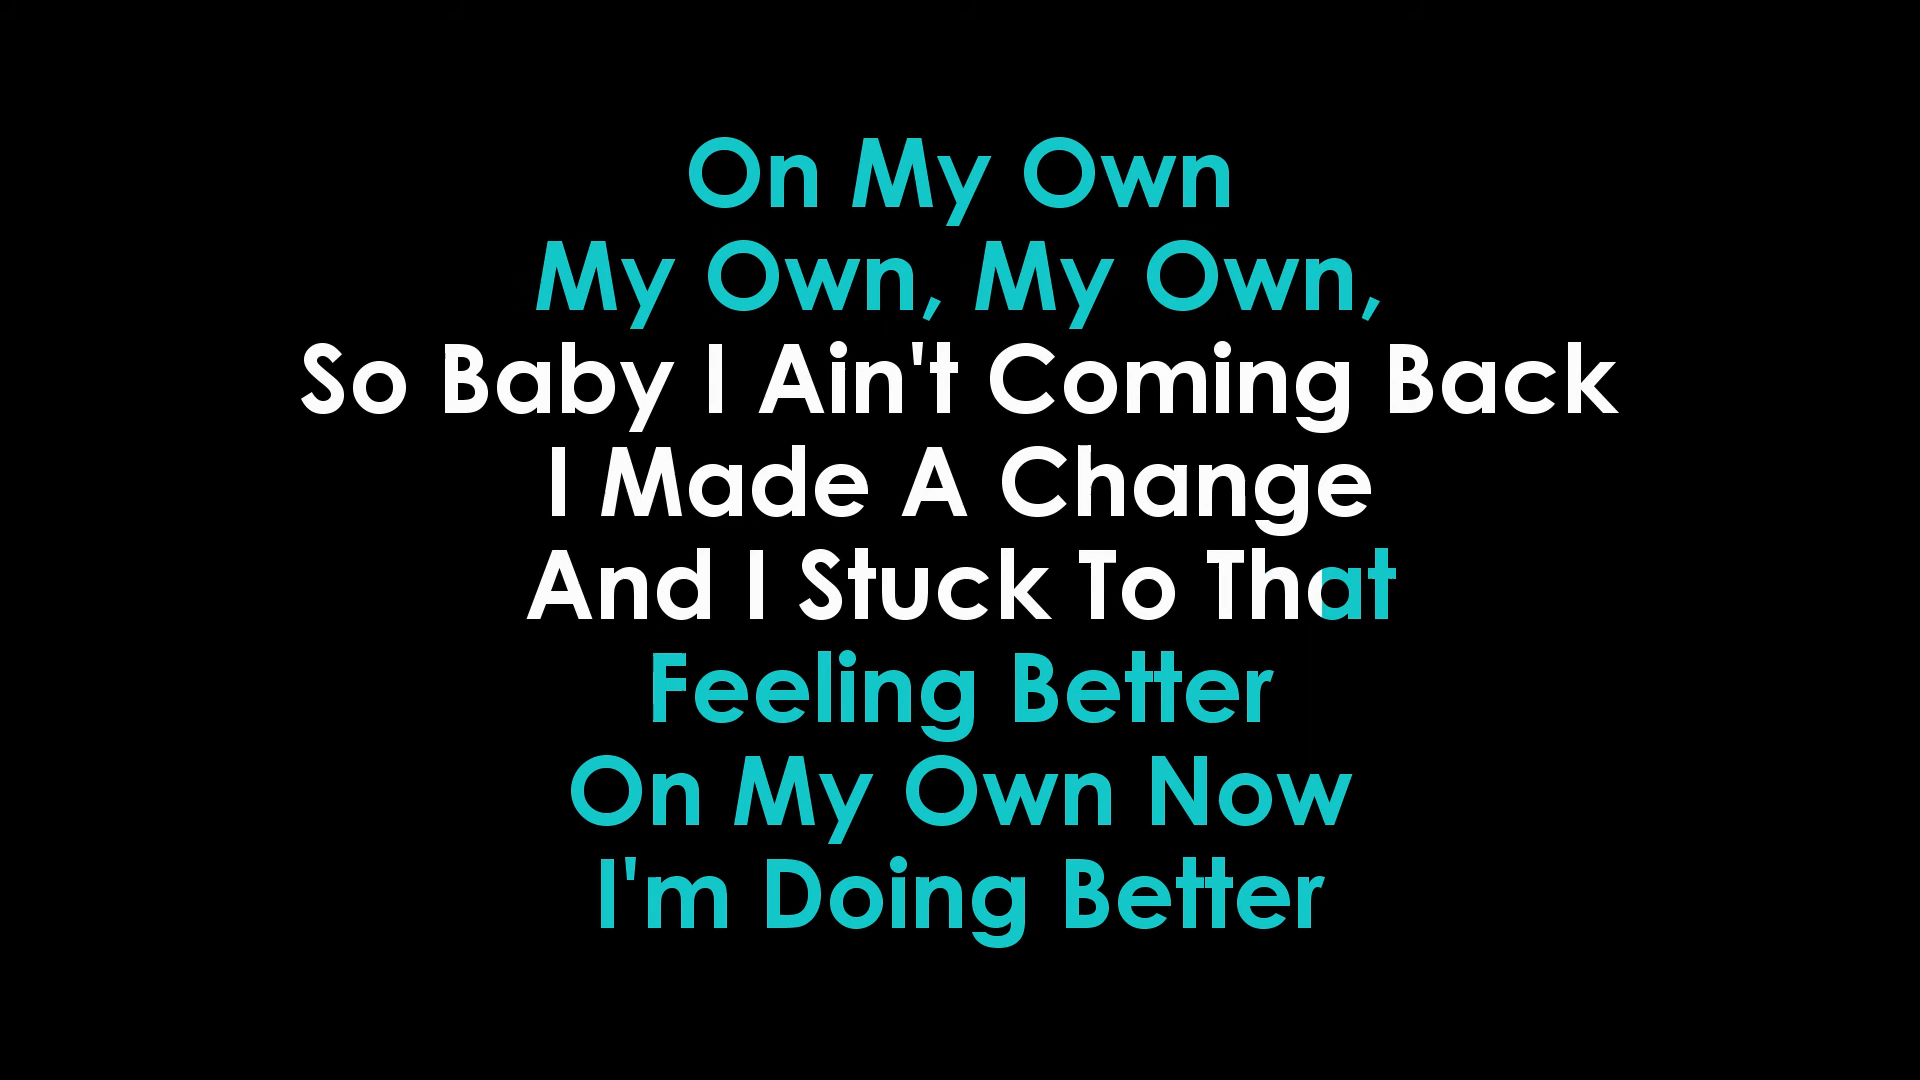 On My Own
My Own, My Own,
So Baby I Ain't Coming Back
I Made A Change
And I Stuck To That
Feeling Better
On My Own Now
I'm Doing Better